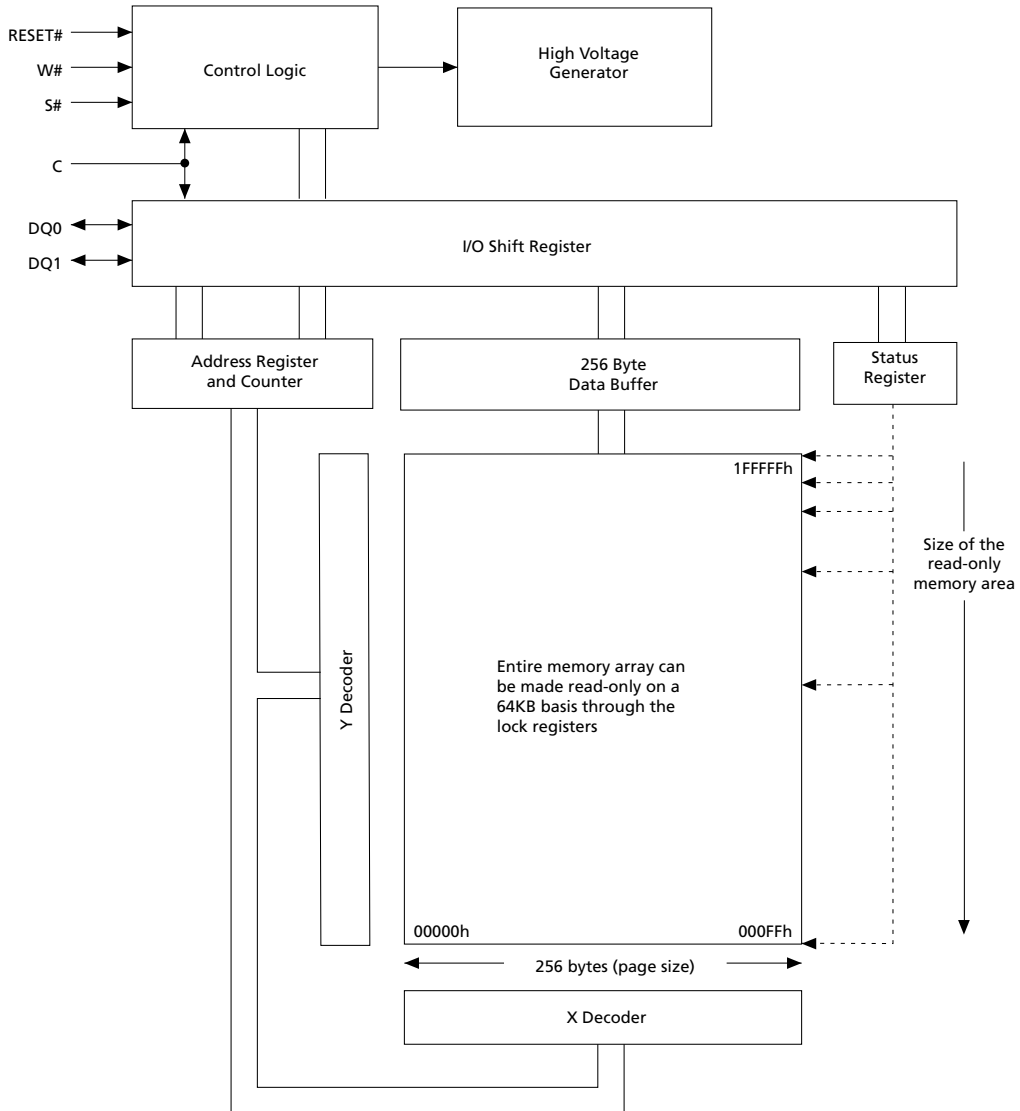 RESET#
W#
S#
C
DQ0
DQ1
Control Logic
High Voltage
Generator
I/O Shift Register
Address Register
and Counter
256 Byte
Data Buffer
Status
Register
1FFFFFh
Size of the
read-only
memory area
Y Decoder
Entire memory array can
be made read-only on a
64KB basis through the
lock registers
00000h
000FFh
256 bytes (page size)
X Decoder